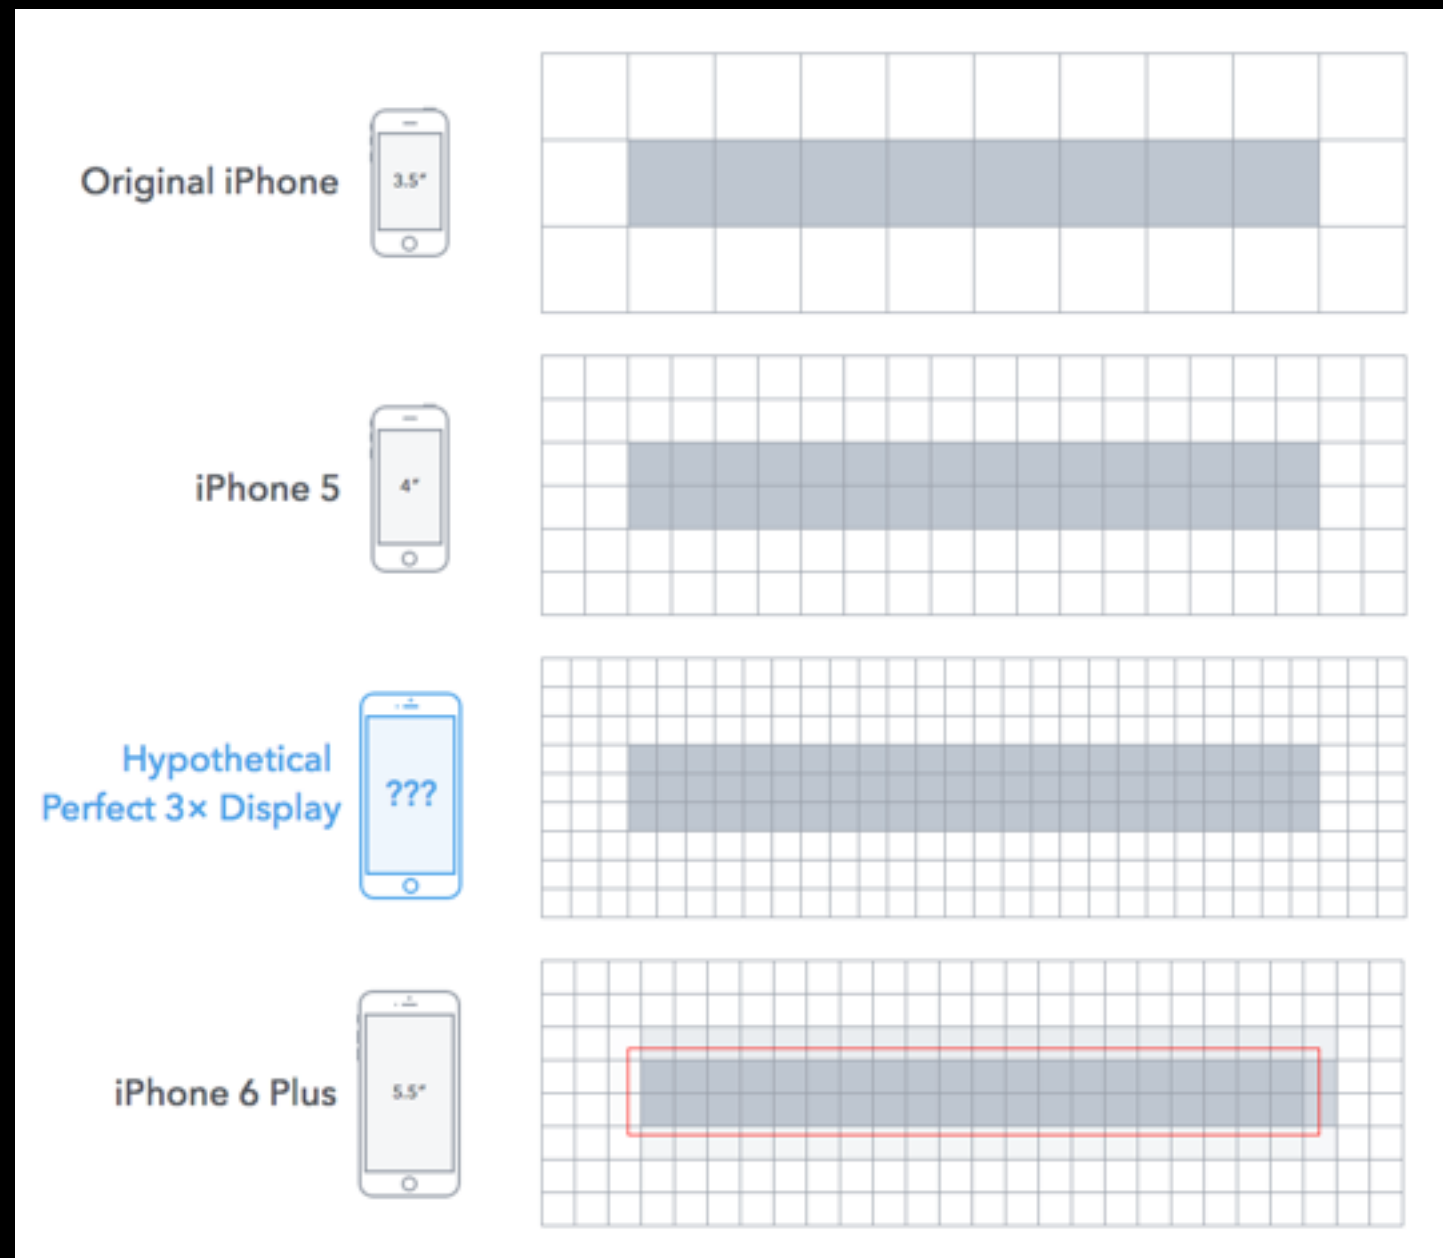 Original iPhone
3.5"
iPhone 5
4"
Hypothetical
Perfect 3× Display
???
iPhone 6 Plus
5.5"